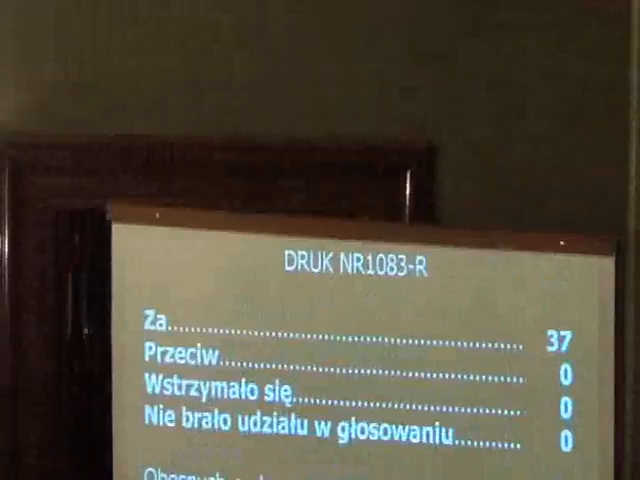 DRUK NR1083-R
Za............................................................ 37
Przeciw.................................................... 0
Wstrzymało się........................................ 0
Nie brało udziału w głosowaniu........... 0